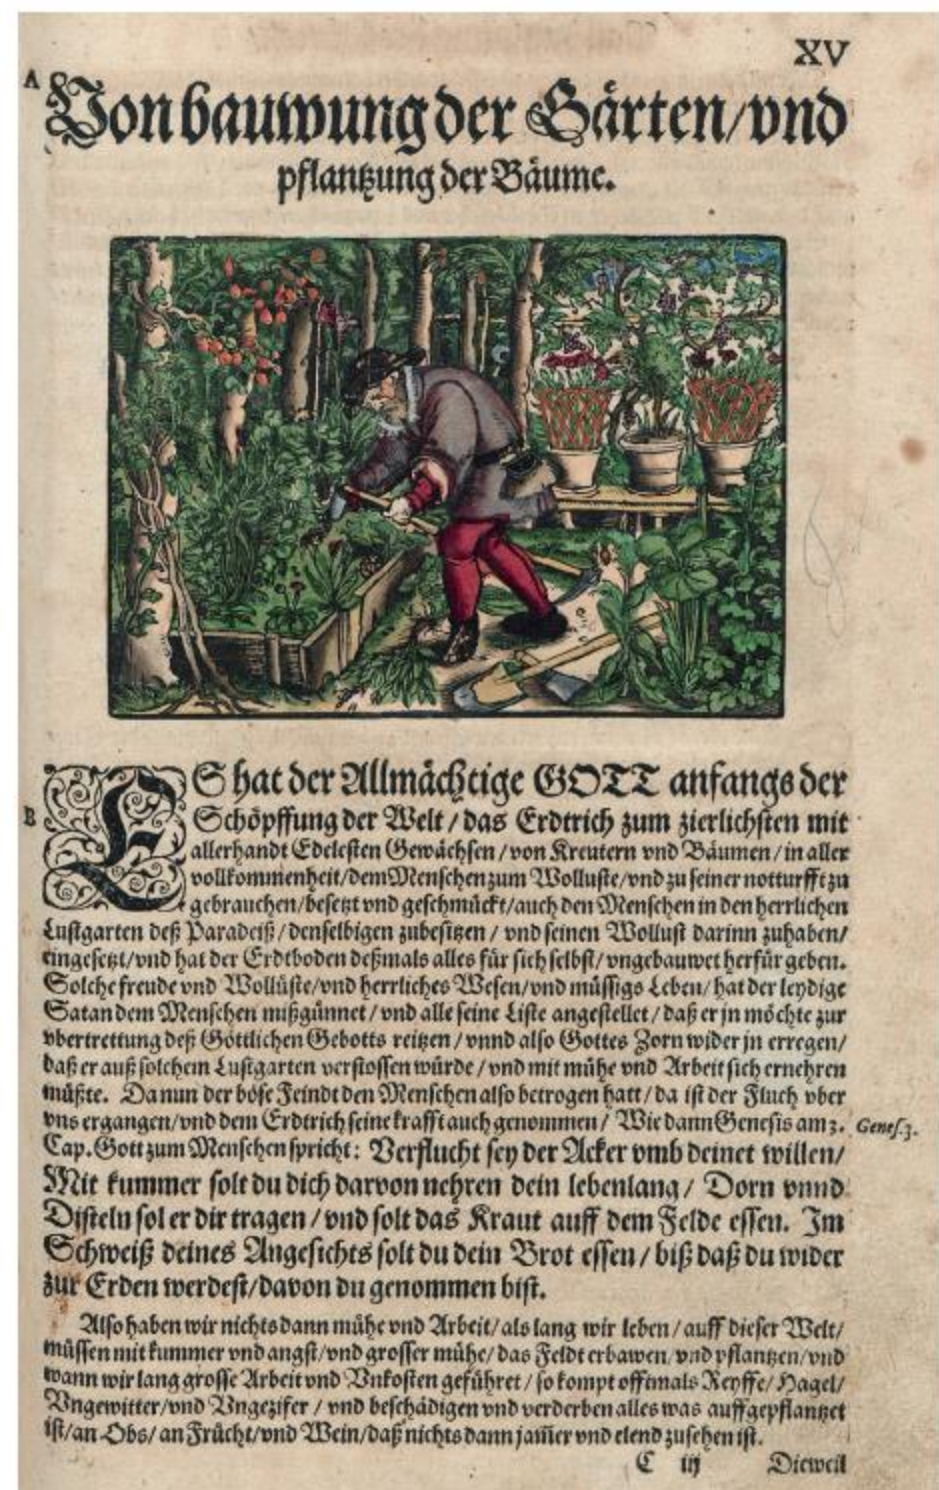 XV
A
Von bauwung der Gärten/vnd
pflantzung der Bäume.
ES hat der Allmächtige GOTT anfangs der
B
Schöpffung der Welt / das Erdtrich zum zierlichsten mit
allerhandt Edelesten Gewächsen / von Kreutern vnd Bäumen / in aller
vollkommenheit/dem Menschen zum Wolluste/vnd zu seiner notturfft zu
gebrauchen/besetzt vnd geschmückt/auch den Menschen in den herrlichen
Lustgarten deß Paradeiß / denselbigen zubesitzen / vnd seinen Wollust darinn zuhaben/
eingesetzt/vnd hat der Erdtboden deßmals alles für sich selbst/ vngebauwet herfür geben.
Solche freude vnd Wollüste/vnd herrliches Wesen/vnd müssigs Leben/ hat der leydige
Satan dem Menschen mißgünnet / vnd alle seine Liste angestellet / daß er jn möchte zur
vbertrettung deß Göttlichen Gebotts reitzen / vnnd also Gottes Zorn wider jn erregen/
daß er auß solchem Lustgarten verstossen würde / vnd mit mühe vnd Arbeit sich ernehren
müßte. Da nun der böse Feindt den Menschen also betrogen hatt / da ist der Fluch vber
vns ergangen/vnd dem Erdtrich seine krafft auch genommen / Wie dann Genesis am 3.
Genes. 3.
Cap. Gott zum Menschen spricht: Verflucht sey der Acker vmb deinet willen/
Mit kummer solt du dich darvon nehren dein lebenlang / Dorn vnnd
Disteln sol er dir tragen / vnd solt das Kraut auff dem Felde essen. Im
Schweiß deines Angesichts solt du dein Brot essen / biß daß du wider
zur Erden werdest/davon du genommen bist.
Also haben wir nichts dann mühe vnd Arbeit/als lang wir leben / auff dieser Welt/
müssen mit kummer vnd angst/vnd grosser mühe/ das Feldt erbawen/vnd pflantzen/vnd
wann wir lang grosse Arbeit vnd Vnkosten geführet / so kompt offtmals Reyffe/ Hagel/
Vngewitter/vnd Vngezifer / vnd beschädigen vnd verderben alles was auffgepflantzet
ist/an Obs/ an Frücht/vnd Wein/daß nichts dann jam̃er vnd elend zusehen ist.
C iij Dieweil